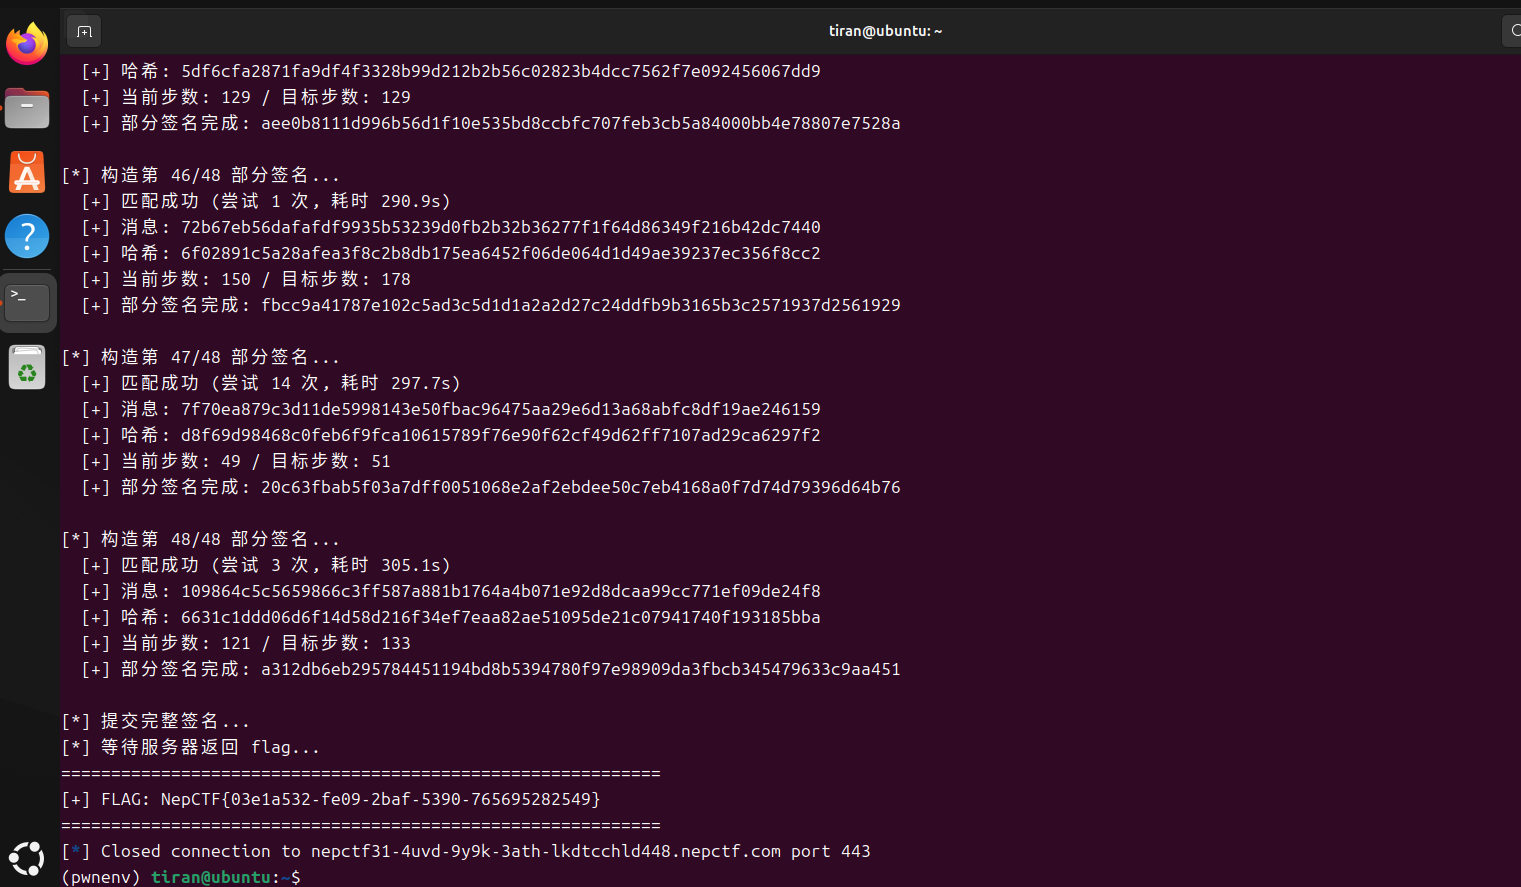 tiran@ubuntu: ~
[+] 哈希: 5df6cfa2871fa9df4f3328b99d212b2b56c02823b4dcc7562f7e092456067dd9
[+] 当前步数: 129 / 目标步数: 129
[+] 部分签名完成: aee0b8111d996b56d1f10e535bd8ccbfc707feb3cb5a84000bb4e78807e7528a
[*] 构造第 46/48 部分签名...
[+] 匹配成功 (尝试 1 次, 耗时 290.9s)
[+] 消息: 72b67eb56dafafdf9935b53239d0fb2b32b36277f1f64d86349f216b42dc7440
[+] 哈希: 6f02891c5a28afea3f8c2b8db175ea6452f06de064d1d49ae39237ec356f8cc2
[+] 当前步数: 150 / 目标步数: 178
[+] 部分签名完成: fbcc9a41787e102c5ad3c5d1d1a2a2d27c24ddfb9b3165b3c2571937d2561929
[*] 构造第 47/48 部分签名...
[+] 匹配成功 (尝试 14 次, 耗时 297.7s)
[+] 消息: 7f70ea879c3d11de5998143e50fbac96475aa29e6d13a68abfc8df19ae246159
[+] 哈希: d8f69d98468c0feb6f9fca10615789f76e90f62cf49d62ff7107ad29ca6297f2
[+] 当前步数: 49 / 目标步数: 51
[+] 部分签名完成: 20c63fbab5f03a7dff0051068e2af2ebdee50c7eb4168a0f7d74d79396d64b76
[*] 构造第 48/48 部分签名...
[+] 匹配成功 (尝试 3 次, 耗时 305.1s)
[+] 消息: 109864c5c5659866c3ff587a881b1764a4b071e92d8dcaa99cc771ef09de24f8
[+] 哈希: 6631c1ddd06d6f14d58d216f34ef7eaa82ae51095de21c07941740f193185bba
[+] 当前步数: 121 / 目标步数: 133
[+] 部分签名完成: a312db6eb295784451194bd8b5394780f97e98909da3fbcb345479633c9aa451
[*] 提交完整签名...
[*] 等待服务器返回 flag...
============================================================
[+] FLAG: NepCTF{03e1a532-fe09-2baf-5390-765695282549}
============================================================
[*] Closed connection to nepctf31-4uvd-9y9k-3ath-lkdtcchld448.nepctf.com port 443
(pwnenv) tiran@ubuntu:~$